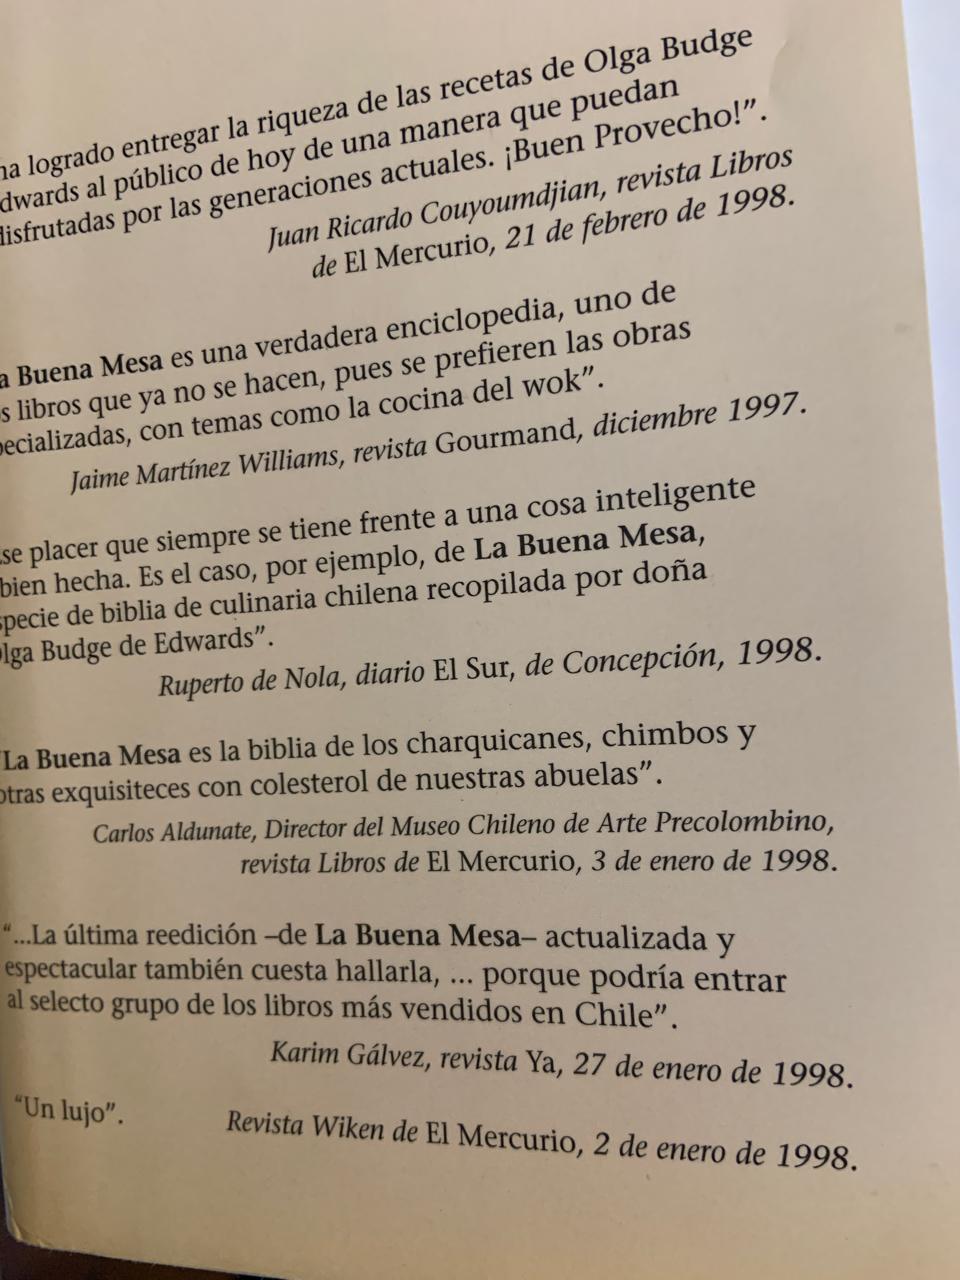 ha logrado entregar la riqueza de las recetas de Olga Budge
dwards al público de hoy de una manera que puedan
disfrutadas por las generaciones actuales. ¡Buen Provecho!”.
Juan Ricardo Couyoumdjian, revista Libros
de El Mercurio, 21 de febrero de 1998.
a Buena Mesa es una verdadera enciclopedia, uno de
s libros que ya no se hacen, pues se prefieren las obras
pecializadas, con temas como la cocina del wok”.
Jaime Martínez Williams, revista Gourmand, diciembre 1997.
se placer que siempre se tiene frente a una cosa inteligente
bien hecha. Es el caso, por ejemplo, de La Buena Mesa,
specie de biblia de culinaria chilena recopilada por doña
Olga Budge de Edwards”.
Ruperto de Nola, diario El Sur, de Concepción, 1998.
“La Buena Mesa es la biblia de los charquicanes, chimbos y
otras exquisiteces con colesterol de nuestras abuelas”.
Carlos Aldunate, Director del Museo Chileno de Arte Precolombino,
revista Libros de El Mercurio, 3 de enero de 1998.
“...La última reedición –de La Buena Mesa– actualizada y
espectacular también cuesta hallarla, ... porque podría entrar
al selecto grupo de los libros más vendidos en Chile”.
Karim Gálvez, revista Ya, 27 de enero de 1998.
“Un lujo”.
Revista Wiken de El Mercurio, 2 de enero de 1998.